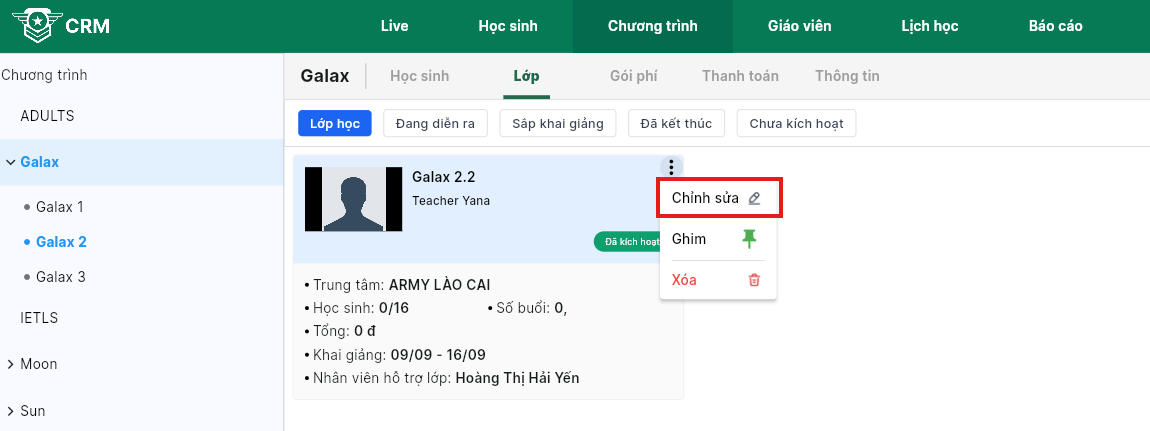 CRM
Live Học sinh Chương trình Giáo viên Lịch học Báo cáo
Chương trình
ADULTS
Galax
Galax 1
Galax 2
Galax 3
IETLS
Moon
Sun
Galax Học sinh Lớp Gói phí Thanh toán Thông tin
Lớp học Đang diễn ra Sắp khai giảng Đã kết thúc Chưa kích hoạt
Galax 2.2
Teacher Yana
Đã kích hoạt
Chỉnh sửa
Ghim
Xóa
• Trung tâm: ARMY LÀO CAI
• Học sinh: 0/16 • Số buổi: 0,
• Tổng: 0 đ
• Khai giảng: 09/09 - 16/09
• Nhân viên hỗ trợ lớp: Hoàng Thị Hải Yến